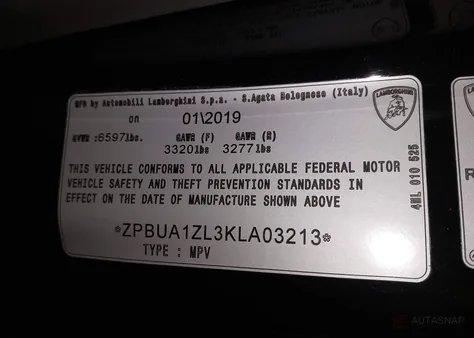 MFD by Automobili Lamborghini S.p.a. - S.Agata Bolognese (Italy)
on 01\2019
GVWR :6597lbs. GAWR (F) GAWR (R)
3320lbs 3277lbs
THIS VEHICLE CONFORMS TO ALL APPLICABLE FEDERAL MOTOR
VEHICLE SAFETY AND THEFT PREVENTION STANDARDS IN
EFFECT ON THE DATE OF MANUFACTURE SHOWN ABOVE
*ZPBUA1ZL3KLA03213*
TYPE : MPV
LAMBORGHINI
4ML 010 525
R
AUTASNAP